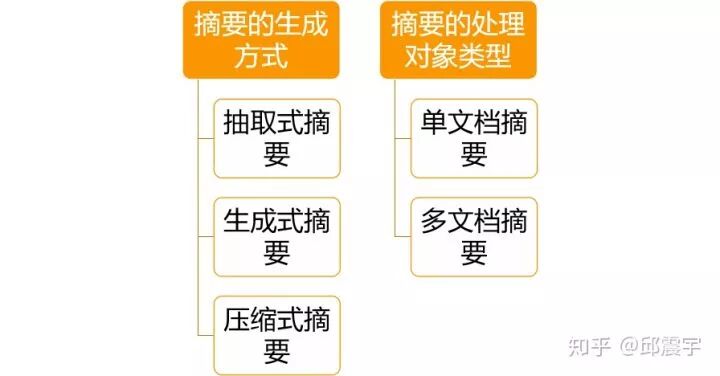 摘要的生成
方式
抽取式摘
要
生成式摘
要
压缩式摘
要
摘要的处理
对象类型
单文档摘
要
多文档摘
要
知乎 @邱震宇